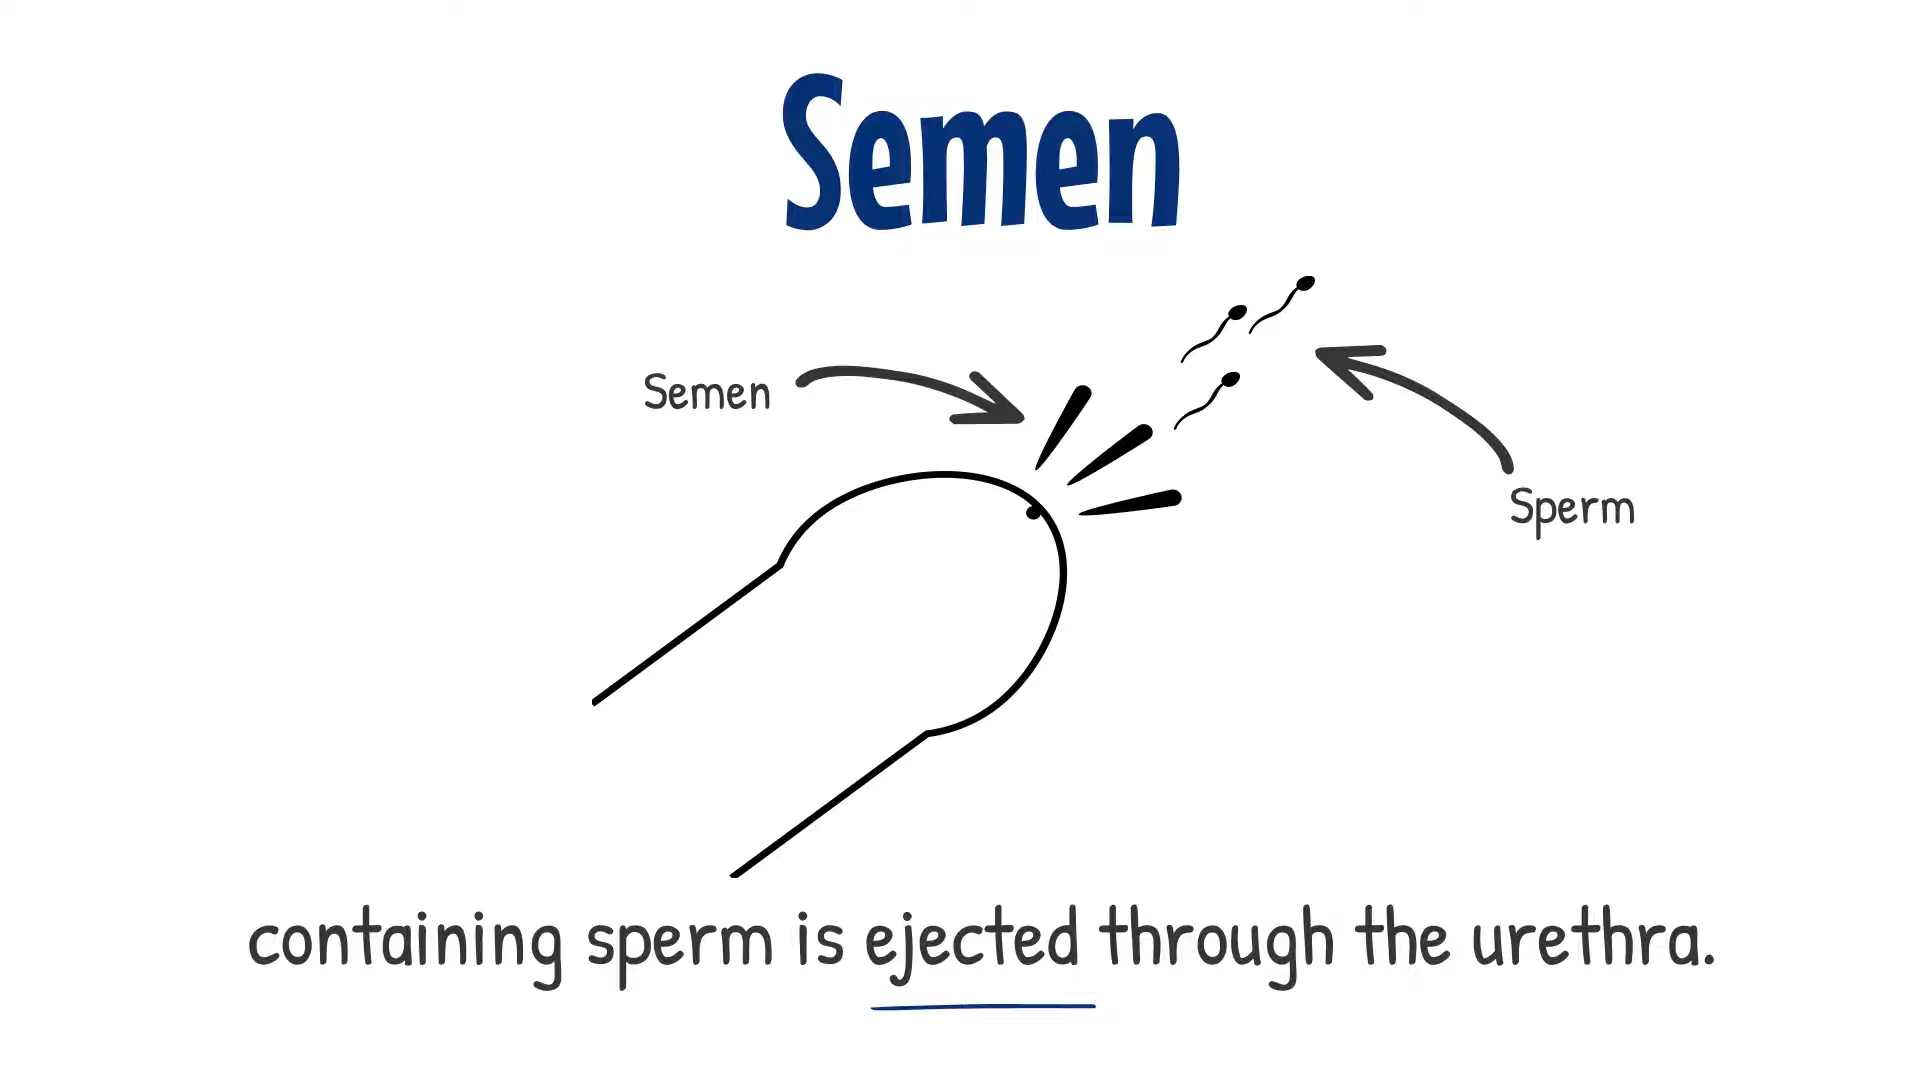 Semen
Semen
Sperm
containing sperm is ejected through the urethra.